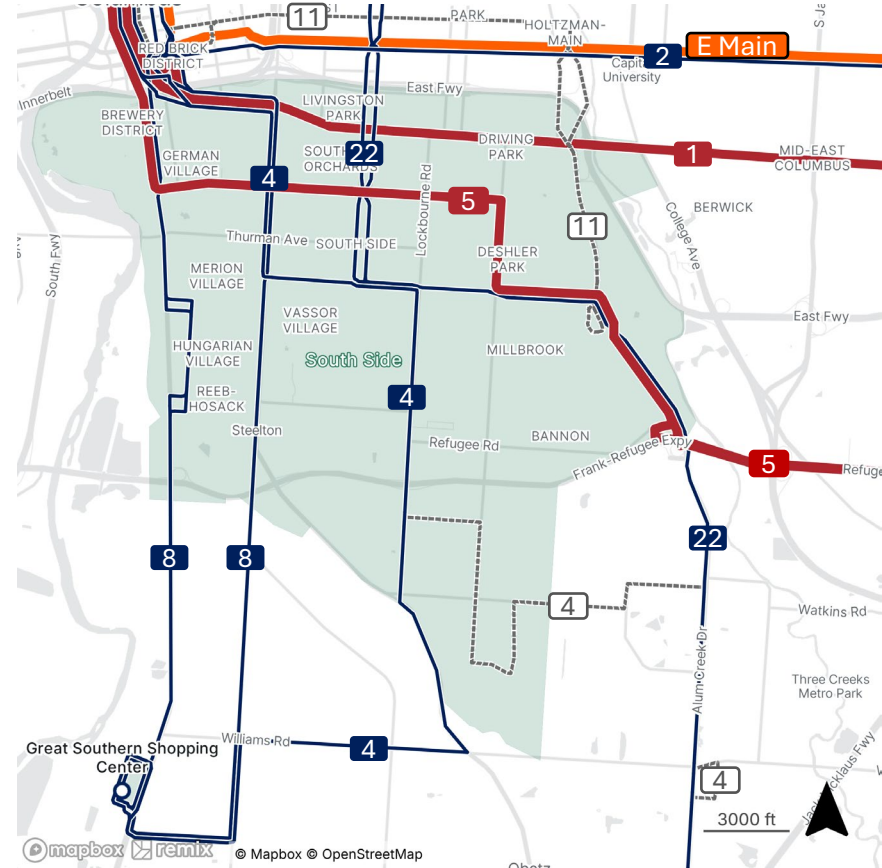 11
PARK
HOLTZMAN-
MAIN
E Main
2
RED BRICK
DISTRICT
Capital
University
Innerbelt
East Fwy
LIVINGSTON
PARK
BREWERY
DISTRICT
DRIVING
PARK
1
MID-EAST
COLUMBUS
GERMAN
VILLAGE
SOUTH
ORCHARDS
22
4
5
Lockbourne Rd
BERWICK
11
College Ave
Thurman Ave
SOUTH SIDE
South Fwy
DESHLER
PARK
MERION
VILLAGE
VASSOR
VILLAGE
East Fwy
HUNGARIAN
VILLAGE
South Side
MILLBROOK
REEB-
HOSACK
4
Steelton
Refugee Rd
BANNON
Frank-Refugee Expy
5
Refuge
22
8
8
4
Watkins Rd
Alum Creek Dr
Three Creeks
Metro Park
Williams Rd
4
Great Southern Shopping
Center
4
3000 ft
mapbox
remix
© Mapbox © OpenStreetMap